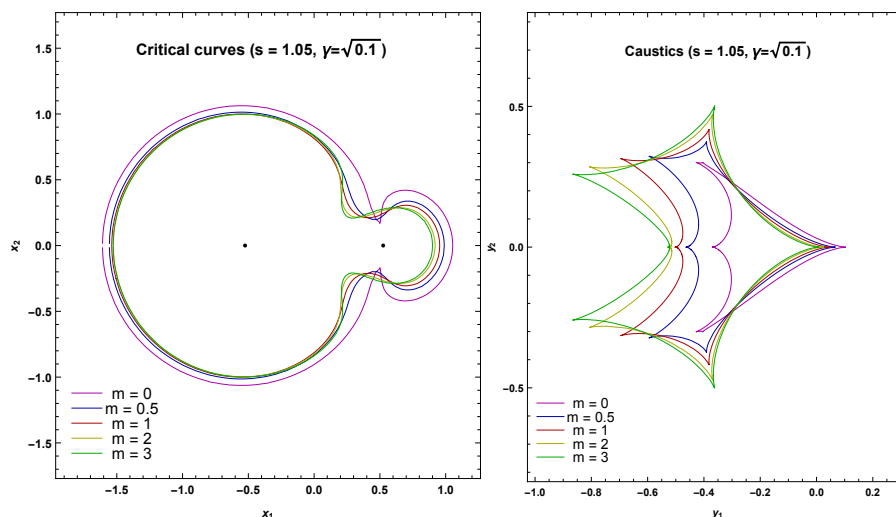 Critical curves (s = 1.05, γ=√0.1 )
1.5
1.0
0.5
0.0
-0.5
-1.0
-1.5
x₂
m = 0
m = 0.5
m = 1
m = 2
m = 3
-1.5 -1.0 -0.5 0.0 0.5 1.0
x₁
Caustics (s = 1.05, γ=√0.1 )
0.5
0.0
-0.5
y₂
m = 0
m = 0.5
m = 1
m = 2
m = 3
-1.0 -0.8 -0.6 -0.4 -0.2 0.0 0.2
y₁